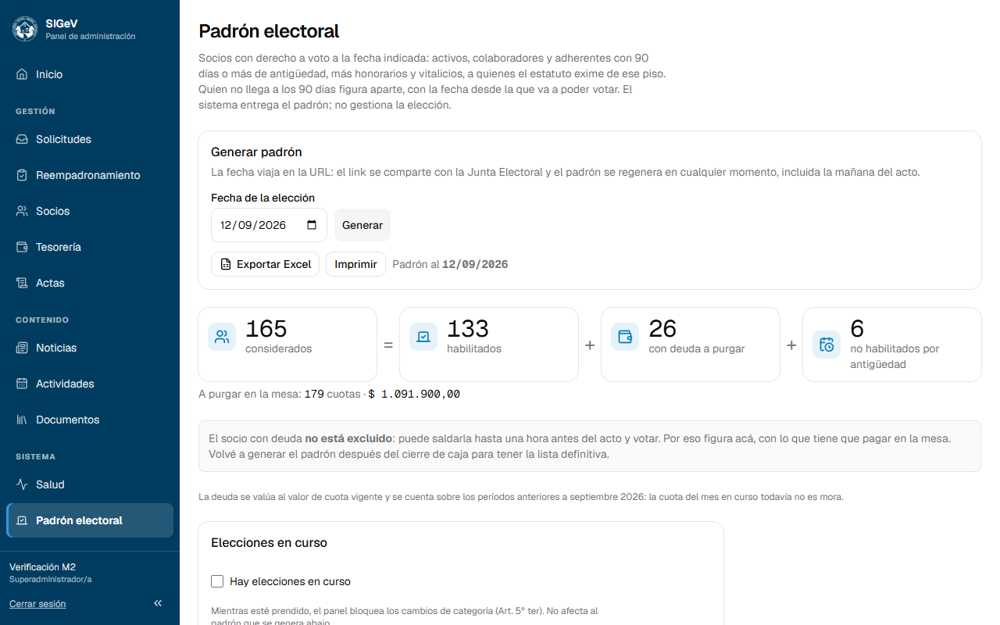 SIGeV
Panel de administración
Inicio
GESTIÓN
Solicitudes
Reempadronamiento
Socios
Tesorería
Actas
CONTENIDO
Noticias
Actividades
Documentos
SISTEMA
Salud
Padrón electoral
Verificación M2
Superadministrador/a
Cerrar sesión
Padrón electoral
Socios con derecho a voto a la fecha indicada: activos, colaboradores y adherentes con 90
días o más de antigüedad, más honorarios y vitalicios, a quienes el estatuto exime de ese piso.
Quien no llega a los 90 días figura aparte, con la fecha desde la que va a poder votar. El
sistema entrega el padrón; no gestiona la elección.
Generar padrón
La fecha viaja en la URL: el link se comparte con la Junta Electoral y el padrón se regenera en cualquier momento, incluida la mañana del acto.
Fecha de la elección
12/09/2026
Generar
Exportar Excel
Imprimir
Padrón al 12/09/2026
165
considerados
=
133
habilitados
+
26
con deuda a purgar
+
6
no habilitados por
antigüedad
A purgar en la mesa: 179 cuotas · $ 1.091.900,00
El socio con deuda no está excluido: puede saldarla hasta una hora antes del acto y votar. Por eso figura acá, con lo que tiene que pagar en la mesa.
Volvé a generar el padrón después del cierre de caja para tener la lista definitiva.
La deuda se valúa al valor de cuota vigente y se cuenta sobre los períodos anteriores a septiembre 2026: la cuota del mes en curso todavía no es mora.
Elecciones en curso
Hay elecciones en curso
Mientras esté prendido, el panel bloquea los cambios de categoría (Art. 5° ter). No afecta al
padrón que se genera abajo.